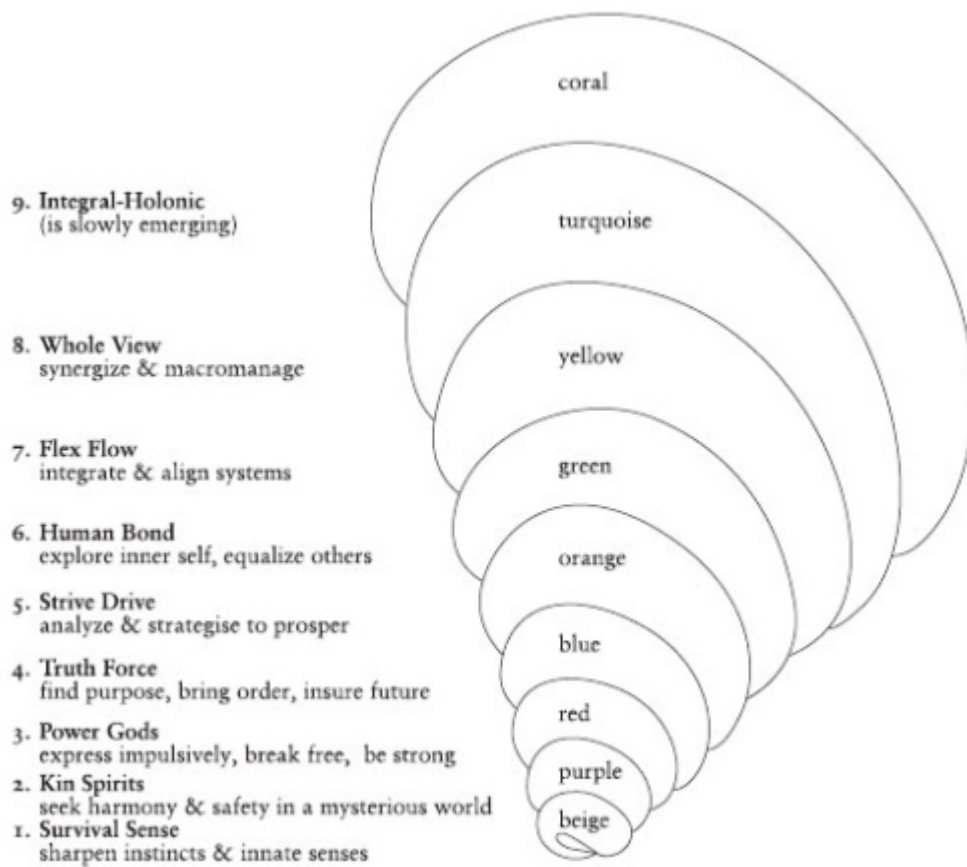 coral
9. Integral-Holonic
(is slowly emerging)
turquoise
8. Whole View
synergize & macromanage
yellow
7. Flex Flow
integrate & align systems
green
6. Human Bond
explore inner self, equalize others
orange
5. Strive Drive
analyze & strategise to prosper
blue
4. Truth Force
find purpose, bring order, insure future
red
3. Power Gods
express impulsively, break free, be strong
purple
2. Kin Spirits
seek harmony & safety in a mysterious world
beige
1. Survival Sense
sharpen instincts & innate senses